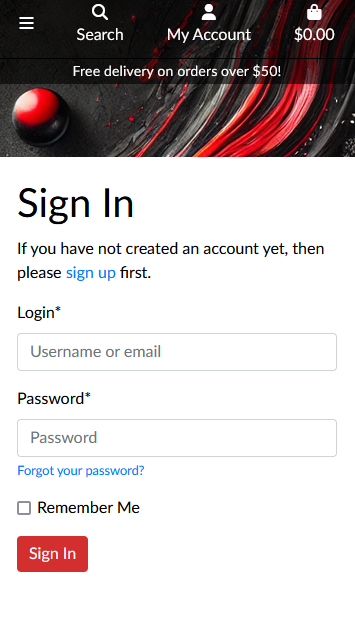 Search
My Account
$0.00
Free delivery on orders over $50!
Sign In
If you have not created an account yet, then
please sign up first.
Login*
Username or email
Password*
Password
Forgot your password?
Remember Me
Sign In